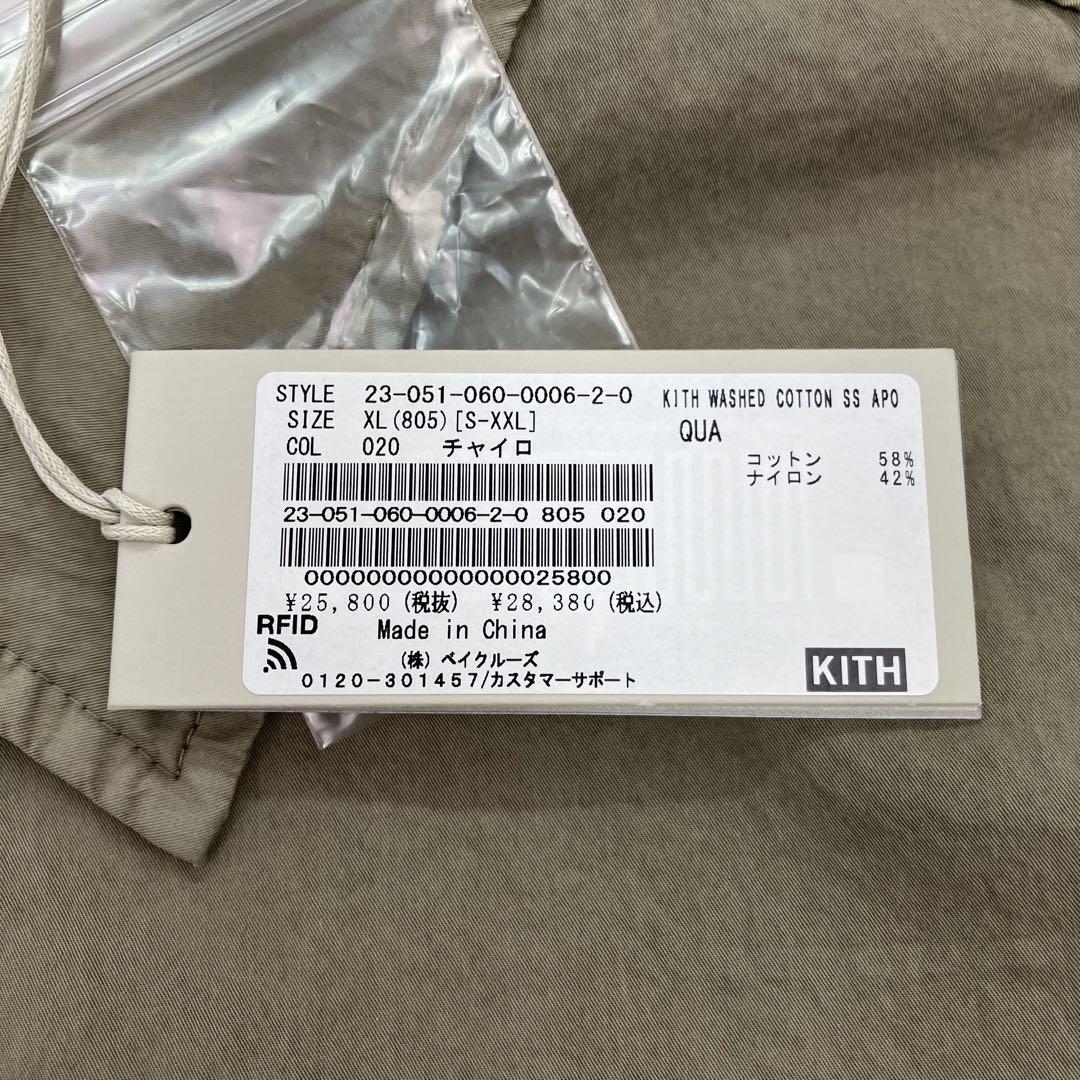 STYLE 23-051-060-0006-2-0
SIZE XL(805)[S-XXL]
COL 020 チャイロ
23-051-060-0006-2-0 805 020
00000000000000025800
¥25,800(税抜) ¥28,380(税込)
RFID
Made in China
(株)ベイクルーズ
0120-301457/カスタマーサポート
KITH WASHED COTTON SS APO
QUA
コットン 58%
ナイロン 42%
KITH